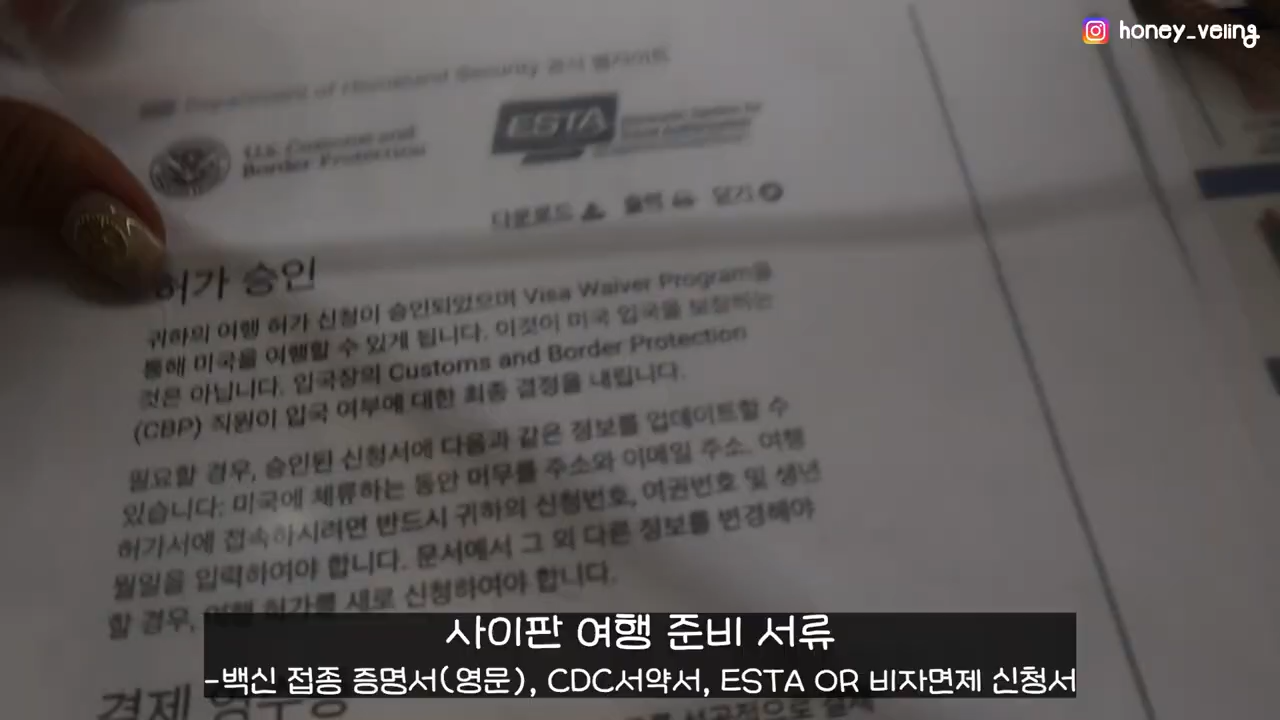 honey_veling
Department of Homeland Security 공식 웹사이트
U.S. Customs and
Border Protection
ESTA
다운로드 출력 닫기
허가 승인
귀하의 여행 허가 신청이 승인되었으며 Visa Waiver Program을
통해 미국을 여행할 수 있게 됩니다. 이것이 미국 입국을 보장하는
것은 아닙니다. 입국장의 Customs and Border Protection
(CBP) 직원이 입국 여부에 대한 최종 결정을 내립니다.
필요할 경우, 승인된 신청서에 다음과 같은 정보를 업데이트할 수
있습니다: 미국에 체류하는 동안 머무를 주소와 이메일 주소. 여행
허가서에 접속하시려면 반드시 귀하의 신청번호, 여권번호 및 생년
월일을 입력하여야 합니다. 문서에서 그 외 다른 정보를 변경해야
할 경우, 여행 허가를 새로 신청하여야 합니다.
사이판 여행 준비 서류
-백신 접종 증명서(영문), CDC서약서, ESTA OR 비자면제 신청서
결제